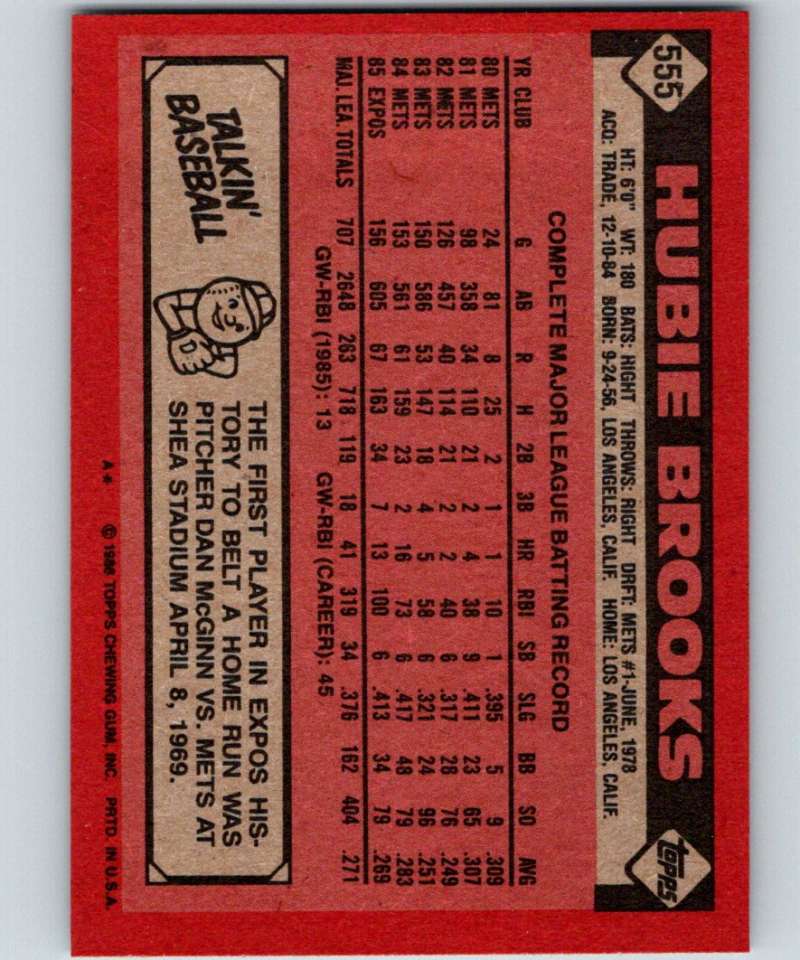 555
HUBIE BROOKS
topps
HT: 6'0" WT: 180 BATS: RIGHT THROWS: RIGHT DRFT: METS #1-JUNE, 1978
ACQ: TRADE, 12-10-84 BORN: 9-24-56, LOS ANGELES, CALIF. HOME: LOS ANGELES, CALIF.
COMPLETE MAJOR LEAGUE BATTING RECORD
YR CLUB G AB R H 2B 3B HR RBI SB SLG BB SO AVG
80 METS 24 81 8 25 2 1 1 10 1 .395 5 9 .309
81 METS 98 358 34 110 21 2 4 38 9 .411 23 65 .307
82 METS 126 457 40 114 21 2 2 40 6 .317 28 76 .249
83 METS 150 586 53 147 18 4 5 58 6 .321 24 96 .251
84 METS 153 561 61 159 23 2 16 73 6 .417 48 79 .283
85 EXPOS 156 605 67 163 34 7 13 100 6 .413 34 79 .269
MAJ. LEA. TOTALS 707 2648 263 718 119 18 41 319 34 .376 162 404 .271
GW-RBI (1985): 13 GW-RBI (CAREER): 45
TALKIN'
BASEBALL
D
THE FIRST PLAYER IN EXPOS HIS-
TORY TO BELT A HOME RUN WAS
PITCHER DAN McGINN VS. METS AT
SHEA STADIUM APRIL 8, 1969.
A* © 1986 TOPPS CHEWING GUM, INC. PRTD. IN U.S.A.